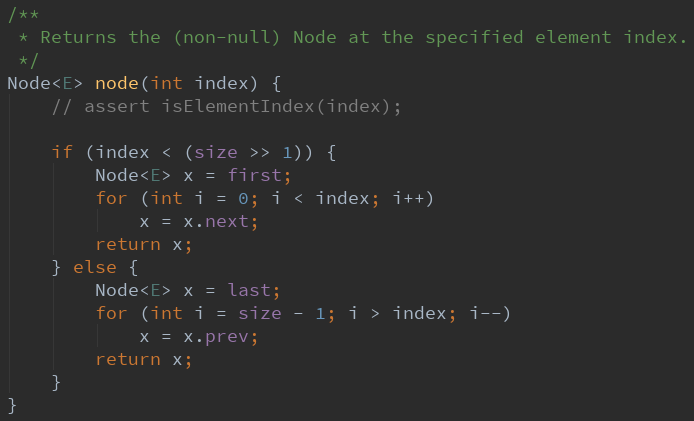 /**
 * Returns the (non-null) Node at the specified element index.
 */
Node<E> node(int index) {
    // assert isElementIndex(index);
    if (index < (size >> 1)) {
        Node<E> x = first;
        for (int i = 0; i < index; i++)
            x = x.next;
        return x;
    } else {
        Node<E> x = last;
        for (int i = size - 1; i > index; i--)
            x = x.prev;
        return x;
    }
}